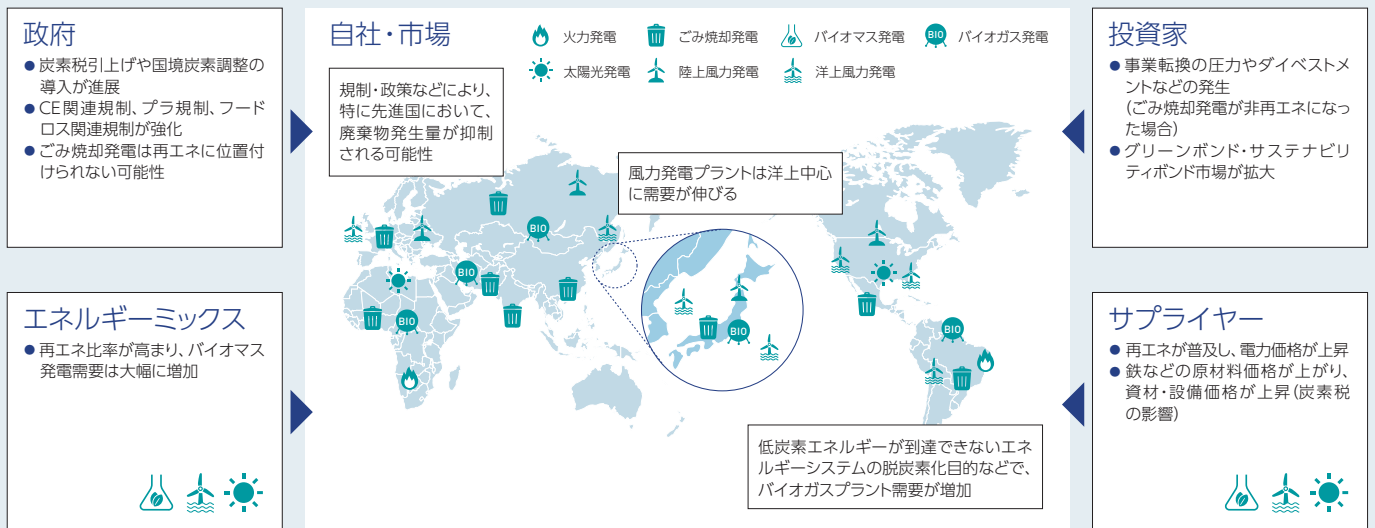 政府
● 炭素税引上げや国境炭素調整の
導入が進展
● CE関連規制、プラ規制、フード
ロス関連規制が強化
● ごみ焼却発電は再エネに位置付
けられない可能性
エネルギーミックス
● 再エネ比率が高まり、バイオマス
発電需要は大幅に増加
自社・市場
火力発電
ごみ焼却発電
バイオマス発電
BIO バイオガス発電
太陽光発電
陸上風力発電
洋上風力発電
規制・政策などにより、
特に先進国において、
廃棄物発生量が抑制
される可能性
風力発電プラントは洋上中心
に需要が伸びる
BIO
BIO
BIO
BIO
BIO
低炭素エネルギーが到達できないエネ
ルギーシステムの脱炭素化目的などで、
バイオガスプラント需要が増加
投資家
● 事業転換の圧力やダイベストメ
ントなどの発生
(ごみ焼却発電が非再エネになっ
た場合)
● グリーンボンド・サステナビリ
ティボンド市場が拡大
サプライヤー
● 再エネが普及し、電力価格が上昇
● 鉄などの原材料価格が上がり、
資材・設備価格が上昇(炭素税
の影響)